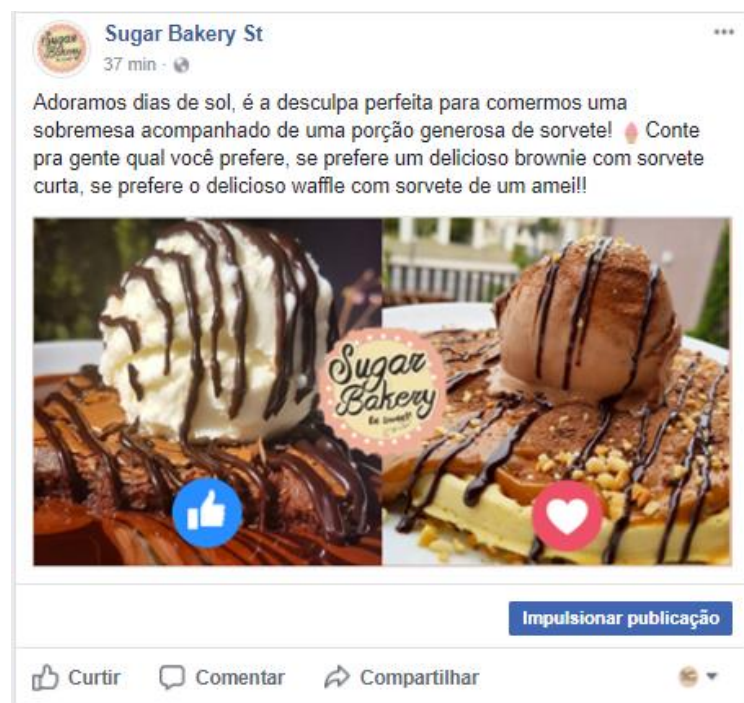 Sugar Bakery St
37 min ·
Adoramos dias de sol, é a desculpa perfeita para comermos uma
sobremesa acompanhado de uma porção generosa de sorvete! Conte
pra gente qual você prefere, se prefere um delicioso brownie com sorvete
curta, se prefere o delicioso waffle com sorvete de um amei!!
Sugar
Bakery
Be Sweet!
Impulsionar publicação
Curtir
Comentar
Compartilhar